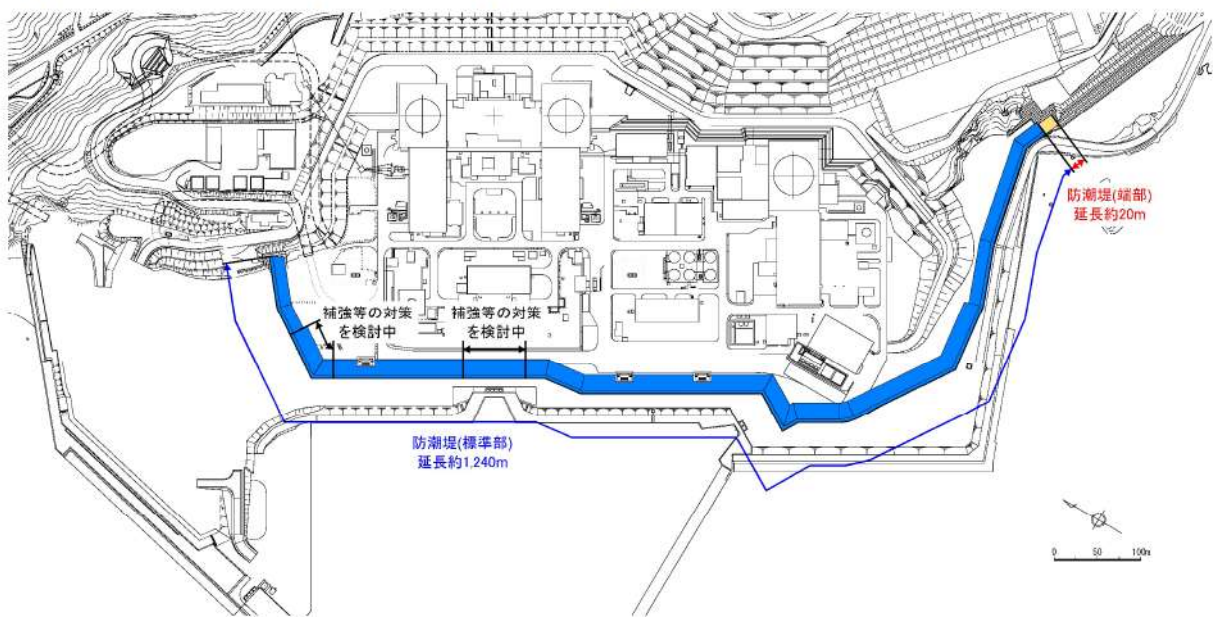 防潮堤(端部)
延長約20m
補強等の対策
を検討中
補強等の対策
を検討中
防潮堤(標準部)
延長約1,240m
0 50 100m